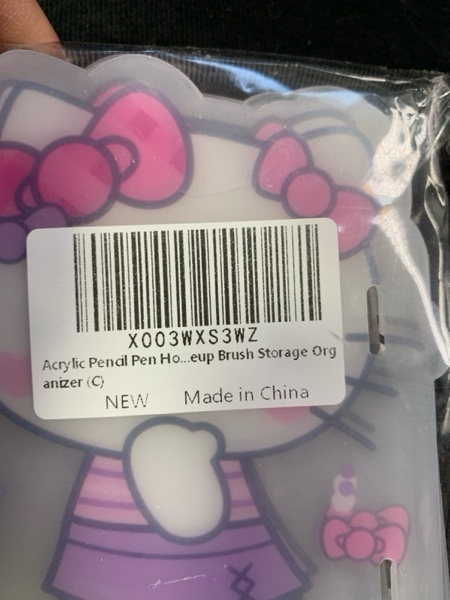 X003WXS3WZ
Acrylic Pencil Pen Ho...eup Brush Storage Org
anizer (C)
NEW Made in China